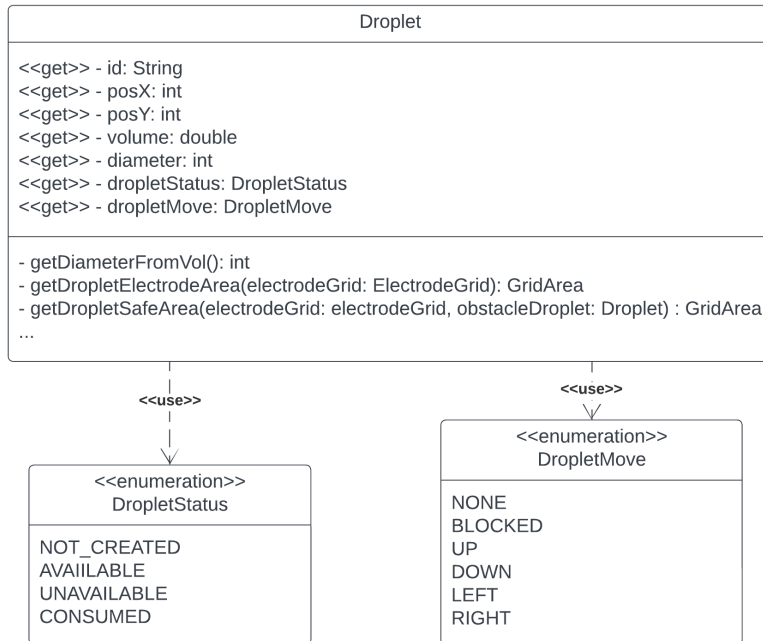 Droplet
<<get>> - id: String
<<get>> - posX: int
<<get>> - posY: int
<<get>> - volume: double
<<get>> - diameter: int
<<get>> - dropletStatus: DropletStatus
<<get>> - dropletMove: DropletMove
- getDiameterFromVol(): int
- getDropletElectrodeArea(electrodeGrid: ElectrodeGrid): GridArea
- getDropletSafeArea(electrodeGrid: electrodeGrid, obstacleDroplet: Droplet) : GridArea
...
<<use>>
<<use>>
<<enumeration>>
DropletStatus
NOT_CREATED
AVAIILABLE
UNAVAILABLE
CONSUMED
<<enumeration>>
DropletMove
NONE
BLOCKED
UP
DOWN
LEFT
RIGHT